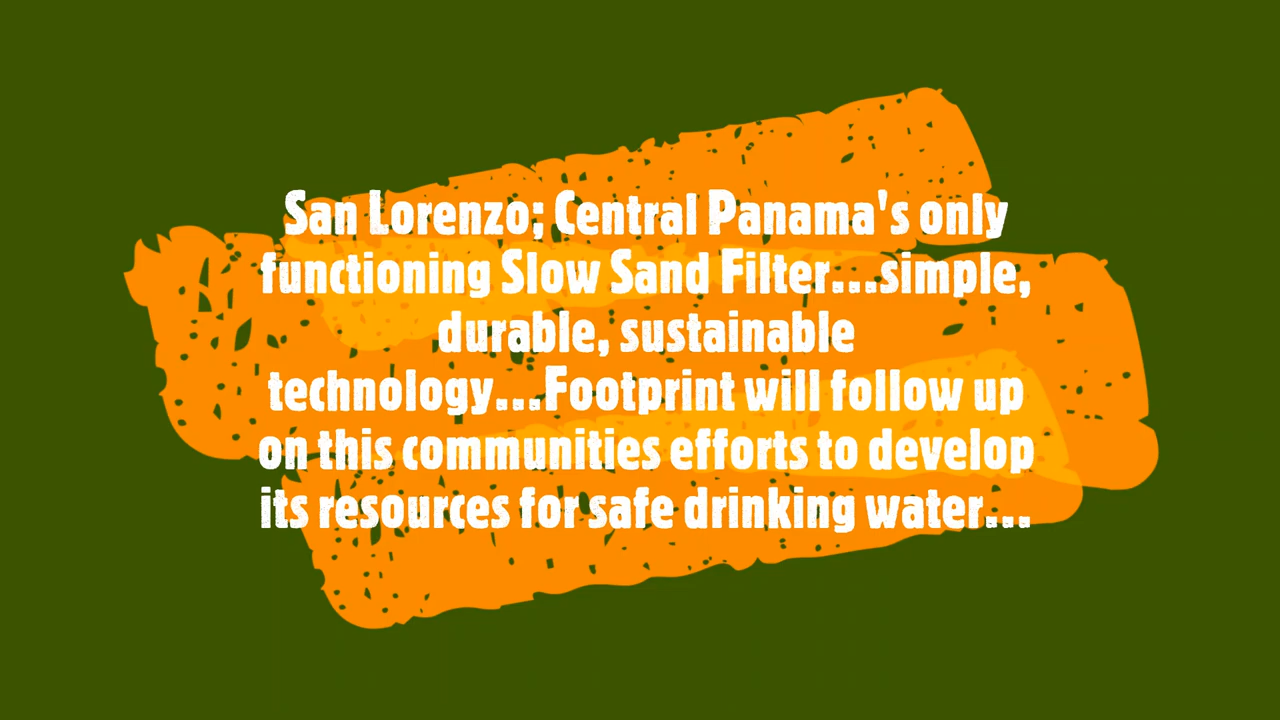 San Lorenzo; Central Panama's only
functioning Slow Sand Filter...simple,
durable, sustainable
technology...Footprint will follow up
on this communities efforts to develop
its resources for safe drinking water...